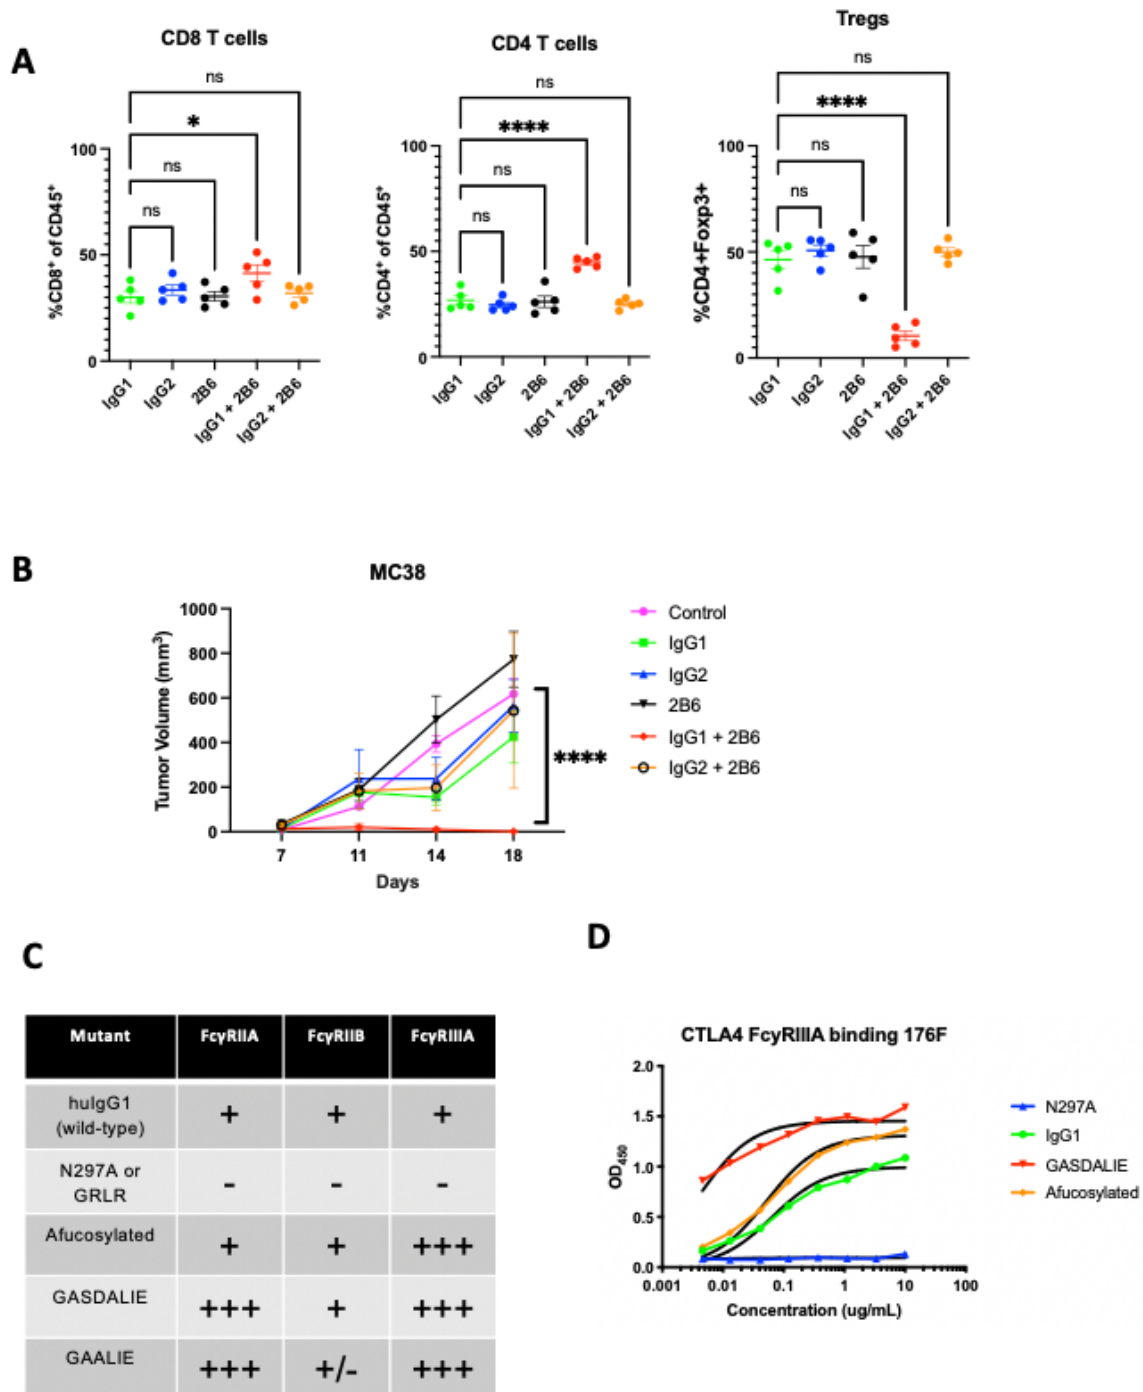 A
CD8 T cells
ns
*
ns
ns
100
50
0
%CD8+ of CD45+
IgG1
IgG2
2B6
IgG1 + 2B6
IgG2 + 2B6
CD4 T cells
ns
****
ns
ns
100
50
0
%CD4+ of CD45+
IgG1
IgG2
2B6
IgG1 + 2B6
IgG2 + 2B6
Tregs
ns
****
ns
ns
100
50
0
%CD4+Foxp3+
IgG1
IgG2
2B6
IgG1 + 2B6
IgG2 + 2B6
B
MC38
1000
800
600
400
200
0
Tumor Volume (mm³)
7 11 14 18
Days
****
Control
IgG1
IgG2
2B6
IgG1 + 2B6
IgG2 + 2B6
C
Mutant FcγRIIA FcγRIIB FcγRIIIA
huIgG1
(wild-type) + + +
N297A or
GRLR - - -
Afucosylated + + +++
GASDALIE +++ + +++
GAALIE +++ +/- +++
D
CTLA4 FcγRIIIA binding 176F
2.0
1.5
1.0
0.5
0.0
OD450
0.001 0.01 0.1 1 10 100
Concentration (ug/mL)
N297A
IgG1
GASDALIE
Afucosylated